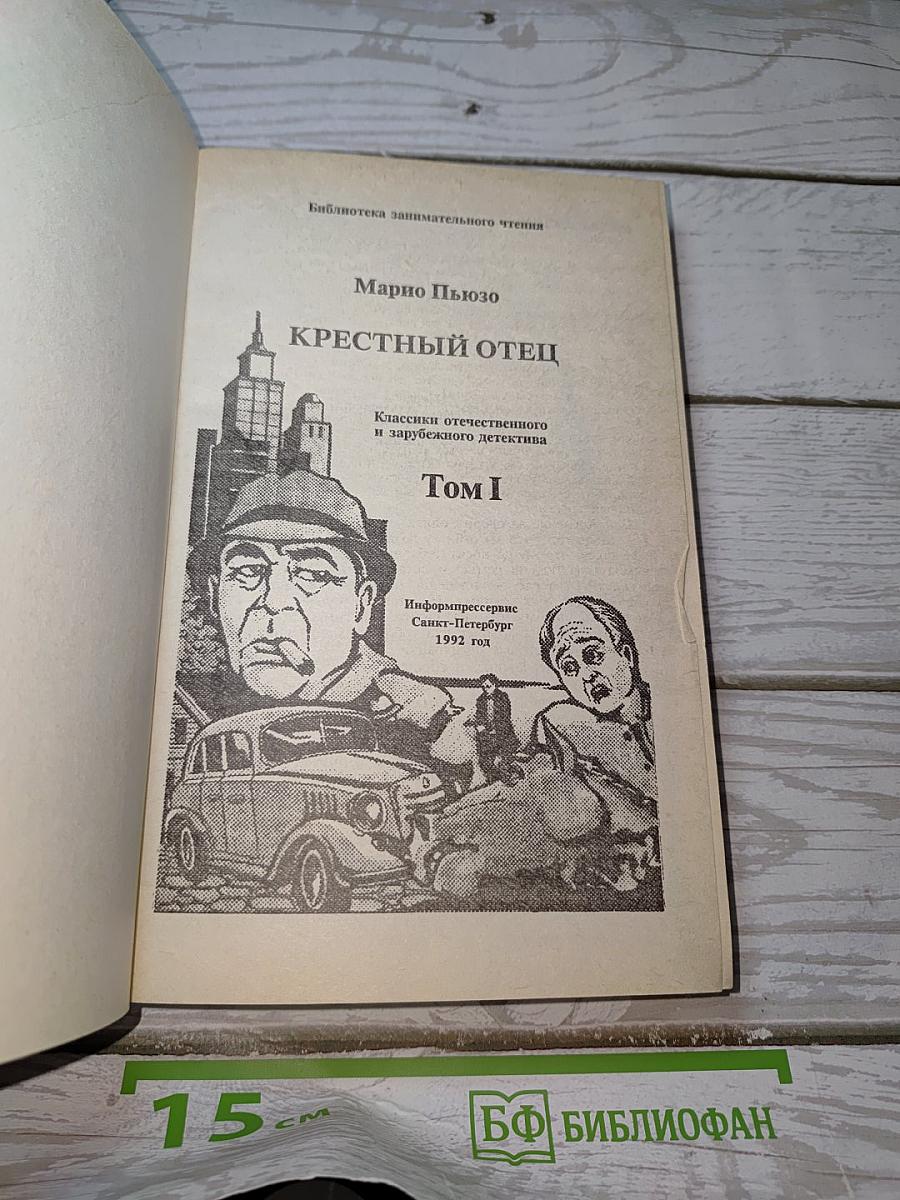 Библиотека занимательного чтения
Марио Пьюзо
КРЕСТНЫЙ ОТЕЦ
Классики отечественного
и зарубежного детектива
Том I
Информпрессервис
Санкт-Петербург
1992 год
15 см
БФ БИБЛИОФАН